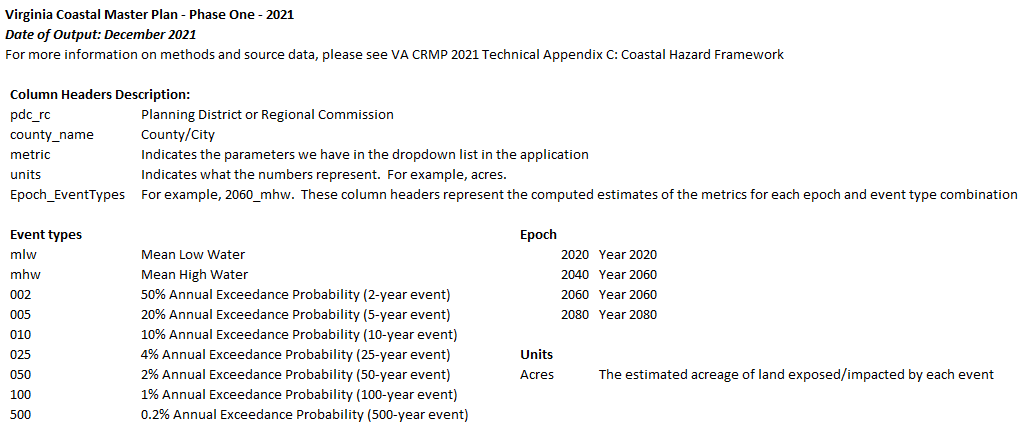 Virginia Coastal Master Plan - Phase One - 2021
Date of Output: December 2021
For more information on methods and source data, please see VA CRMP 2021 Technical Appendix C: Coastal Hazard Framework
Column Headers Description:
pdc_rc Planning District or Regional Commission
county_name County/City
metric Indicates the parameters we have in the dropdown list in the application
units Indicates what the numbers represent. For example, acres.
Epoch_EventTypes For example, 2060_mhw. These column headers represent the computed estimates of the metrics for each epoch and event type combination
Event types Epoch
mlw Mean Low Water 2020 Year 2020
mhw Mean High Water 2040 Year 2060
002 50% Annual Exceedance Probability (2-year event) 2060 Year 2060
005 20% Annual Exceedance Probability (5-year event) 2080 Year 2080
010 10% Annual Exceedance Probability (10-year event)
025 4% Annual Exceedance Probability (25-year event) Units
050 2% Annual Exceedance Probability (50-year event) Acres The estimated acreage of land exposed/impacted by each event
100 1% Annual Exceedance Probability (100-year event)
500 0.2% Annual Exceedance Probability (500-year event)